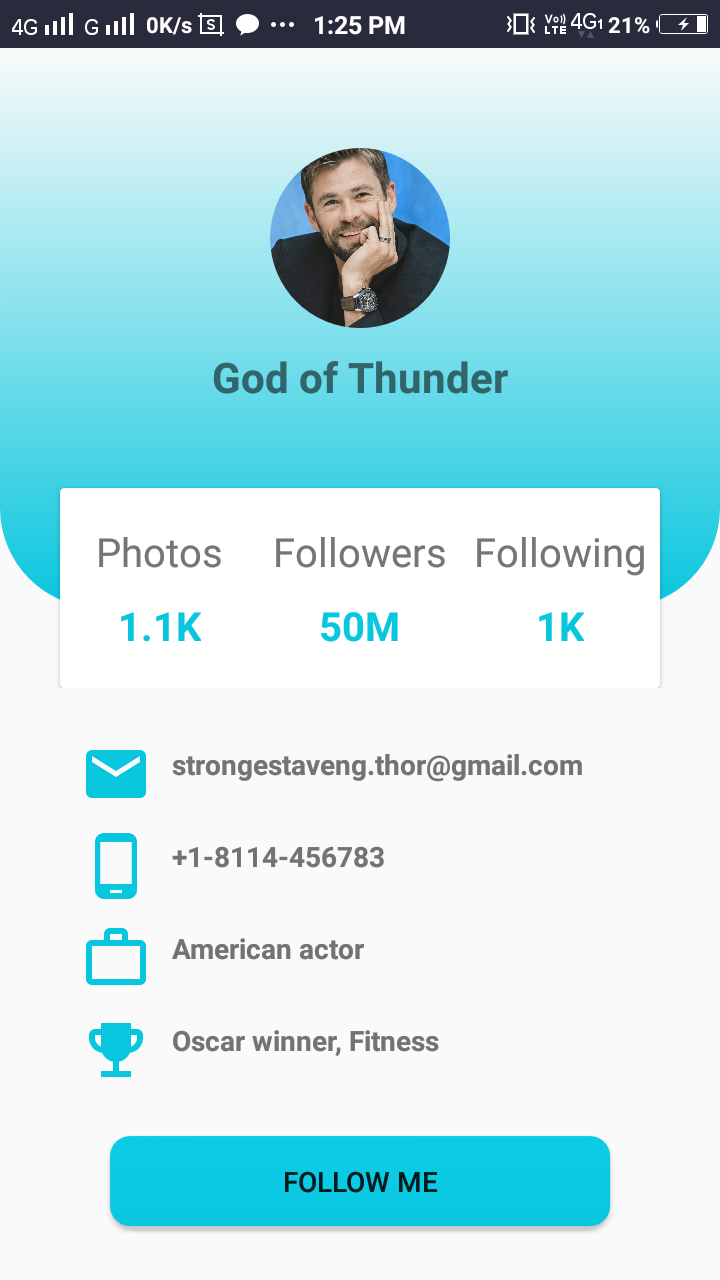 4G G 0K/s S 1:25 PM Vo)) LTE 4G1 21%
God of Thunder
Photos Followers Following
1.1K 50M 1K
strongestaveng.thor@gmail.com
+1-8114-456783
American actor
Oscar winner, Fitness
FOLLOW ME